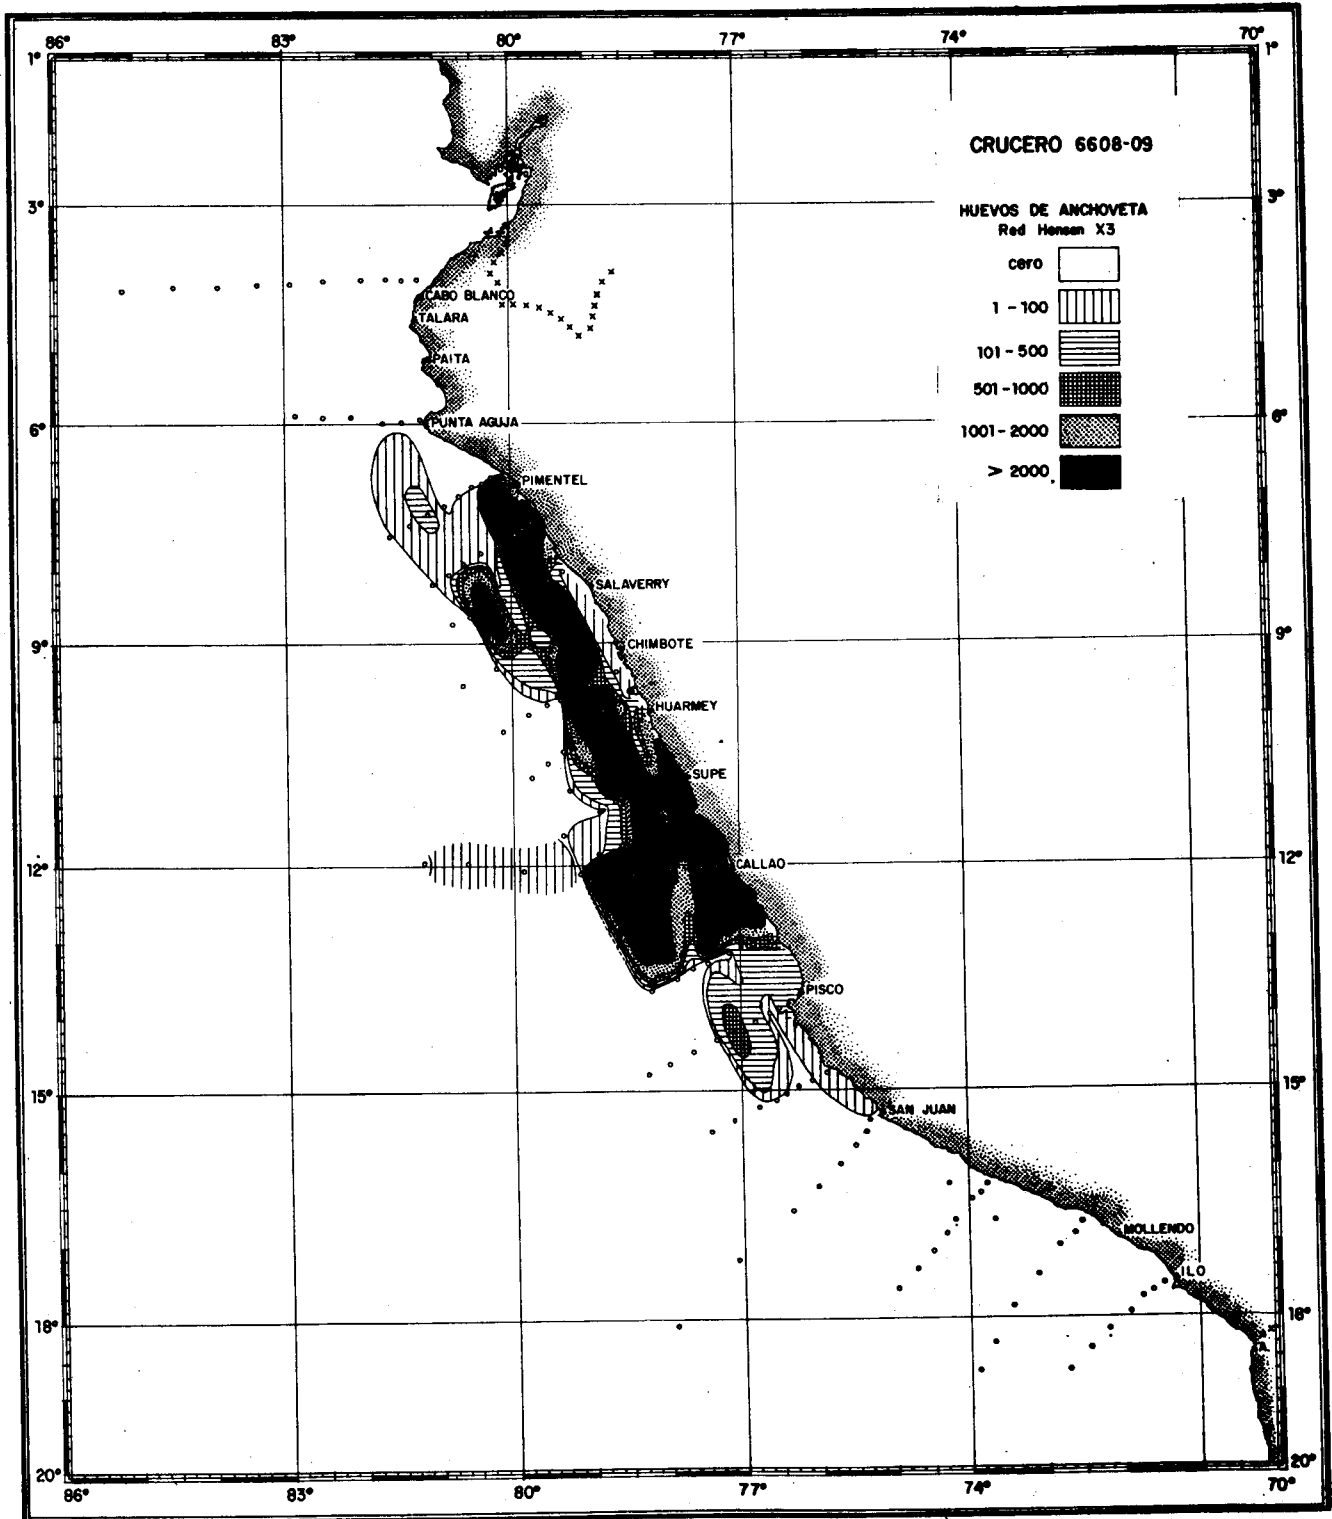 86° 83° 80° 77° 74° 70°
1° 1°
CRUCERO 6608-09
3° 3°
HUEVOS DE ANCHOVETA
Red Hensen X3
cero
1 - 100
101 - 500
501 - 1000
1001 - 2000
> 2000
CABO BLANCO
TALARA
PAITA
PUNTA AGUJA
6° 6°
PIMENTEL
SALAVERRY
9° CHIMBOTE 9°
HUARMEY
SUPE
12° CALLAO 12°
PISCO
15° 15°
SAN JUAN
MOLLENDO
ILO
18° 18°
20° 20°
86° 83° 80° 77° 74° 70°